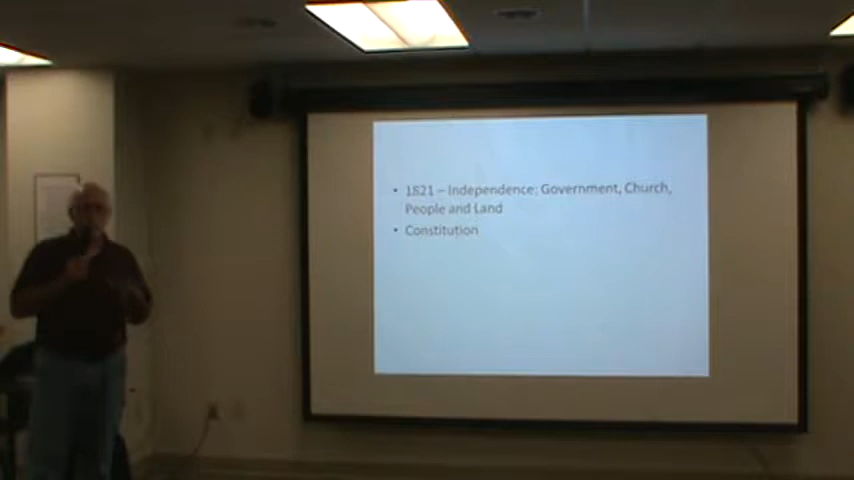 • 1821 – Independence: Government, Church,
People and Land
• Constitution